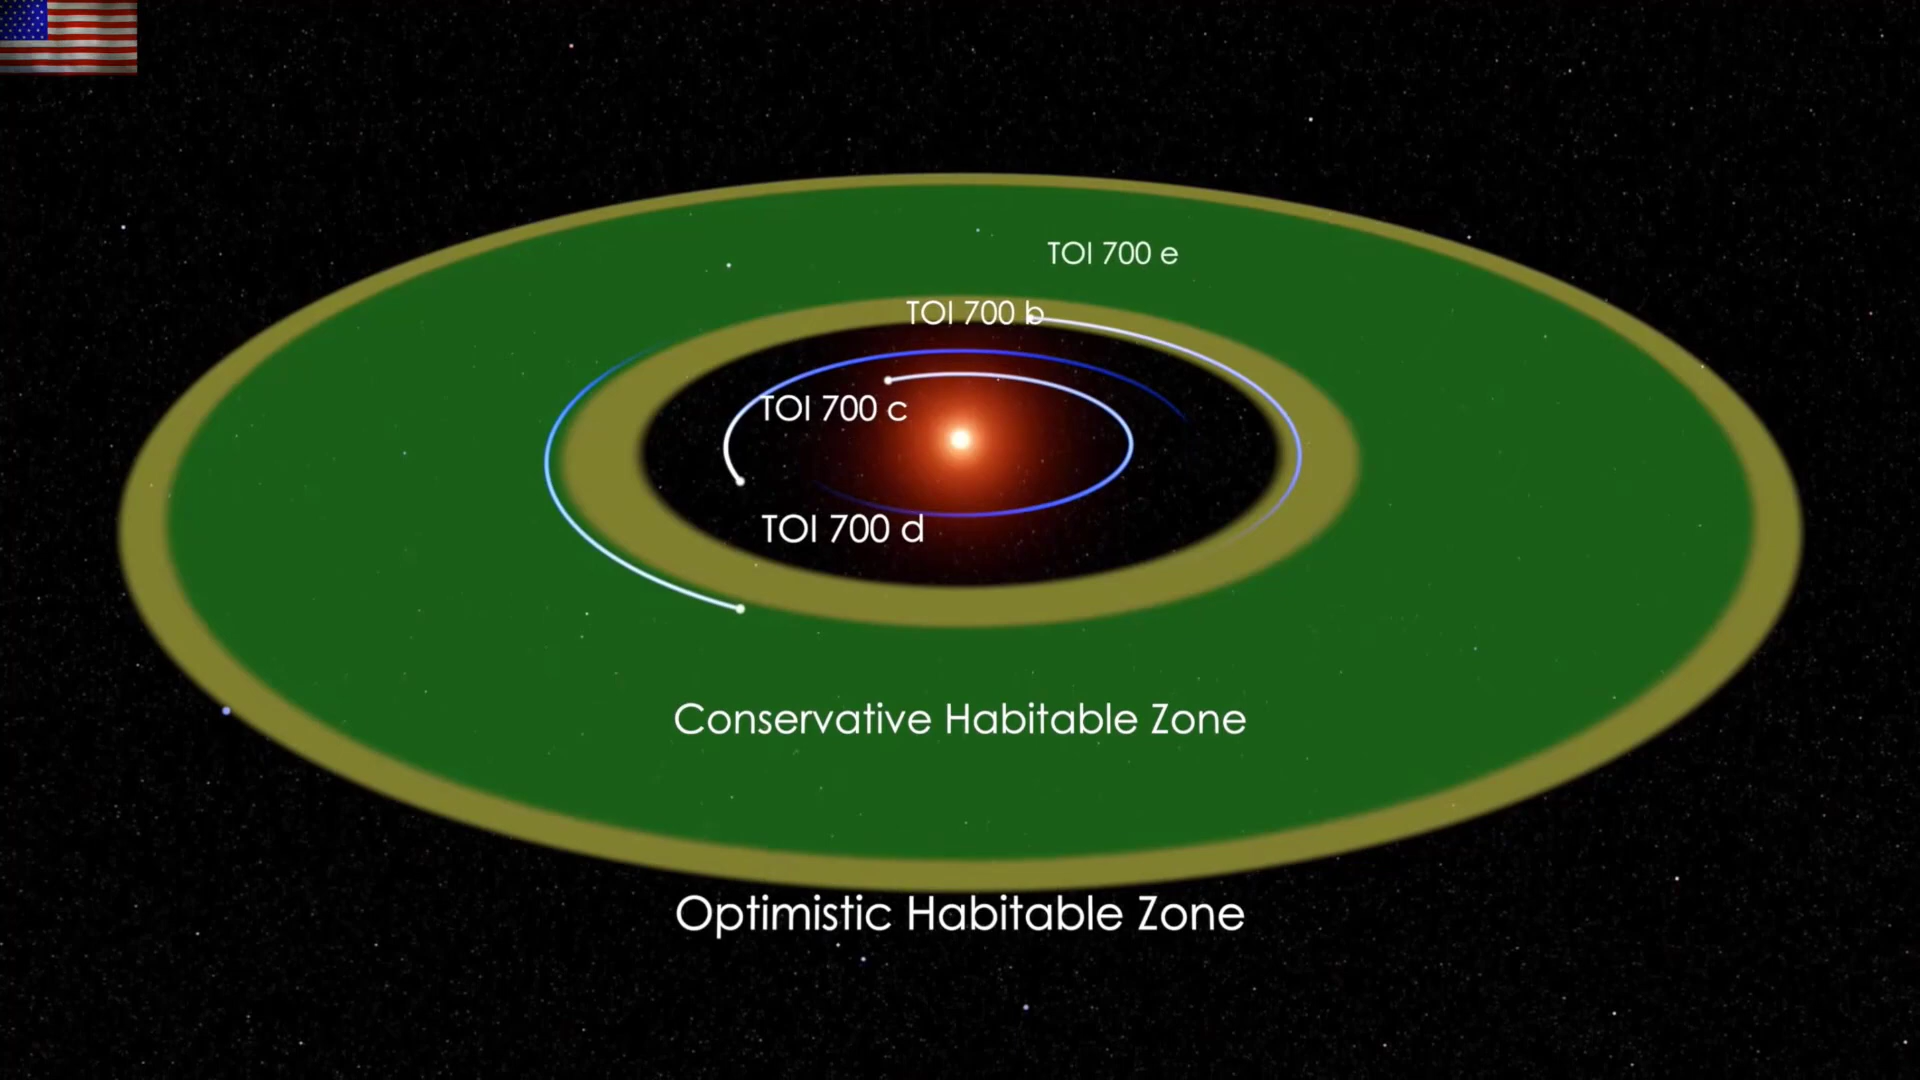 TOI 700 e
TOI 700 b
TOI 700 c
TOI 700 d
Conservative Habitable Zone
Optimistic Habitable Zone